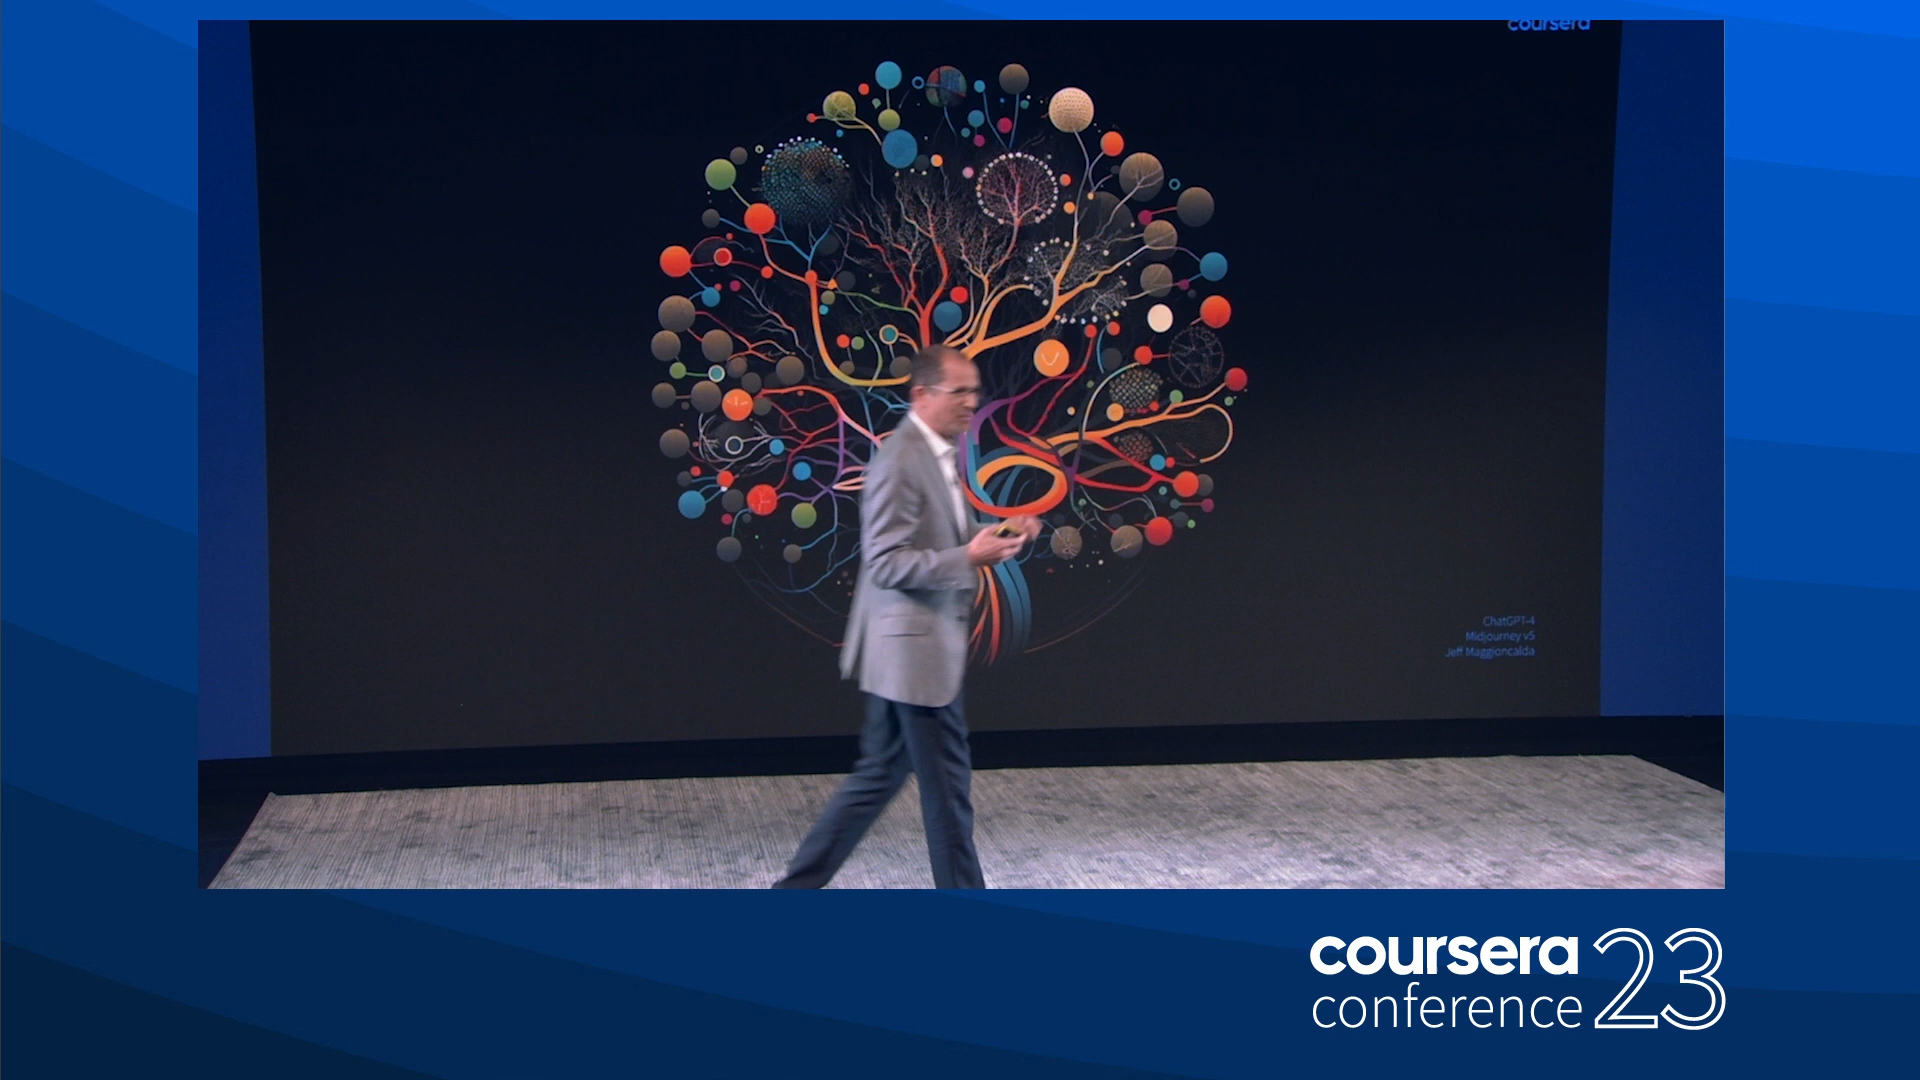 coursera
ChatGPT-4
Midjourney v5
Jeff Maggioncalda
coursera
conference 23